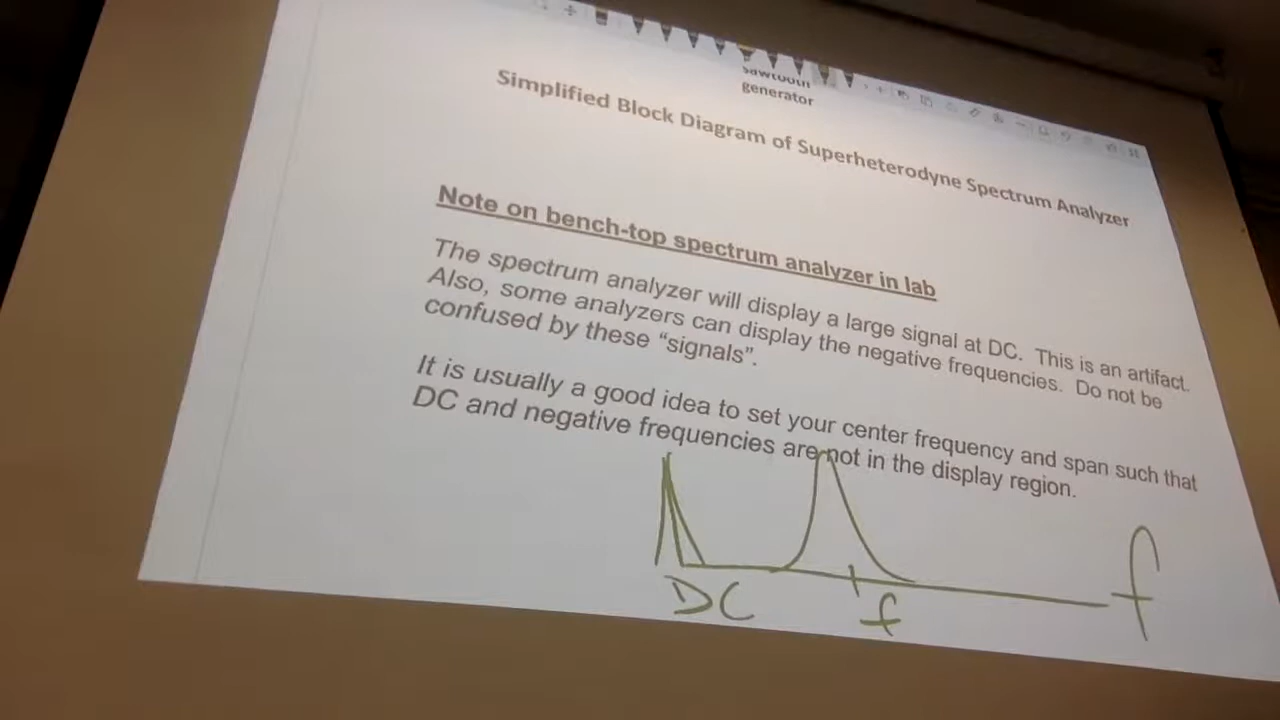 sawtooth
generator
Simplified Block Diagram of Superheterodyne Spectrum Analyzer
Note on bench-top spectrum analyzer in lab
The spectrum analyzer will display a large signal at DC. This is an artifact.
Also, some analyzers can display the negative frequencies. Do not be
confused by these “signals”.
It is usually a good idea to set your center frequency and span such that
DC and negative frequencies are not in the display region.
DC f f